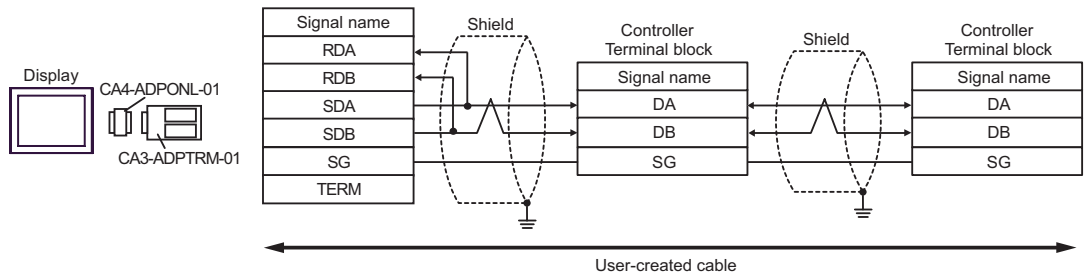 Display
CA4-ADPONL-01
CA3-ADPTRM-01
Signal name
RDA
RDB
SDA
SDB
SG
TERM
Shield
Controller
Terminal block
Signal name
DA
DB
SG
Shield
Controller
Terminal block
Signal name
DA
DB
SG
User-created cable